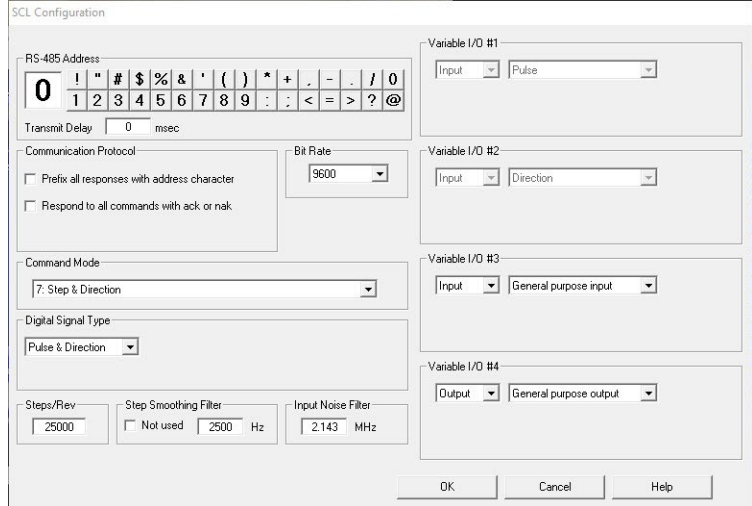 SCL Configuration
RS-485 Address
0
! " # $ % & ' ( ) * + , - . / 0
1 2 3 4 5 6 7 8 9 : ; < = > ? @
Transmit Delay 0 msec
Communication Protocol
Prefix all responses with address character
Respond to all commands with ack or nak
Bit Rate
9600
Command Mode
7: Step & Direction
Digital Signal Type
Pulse & Direction
Steps/Rev
25000
Step Smoothing Filter
Not used 2500 Hz
Input Noise Filter
2.143 MHz
Variable I/O #1
Input Pulse
Variable I/O #2
Input Direction
Variable I/O #3
Input General purpose input
Variable I/O #4
Output General purpose output
OK Cancel Help